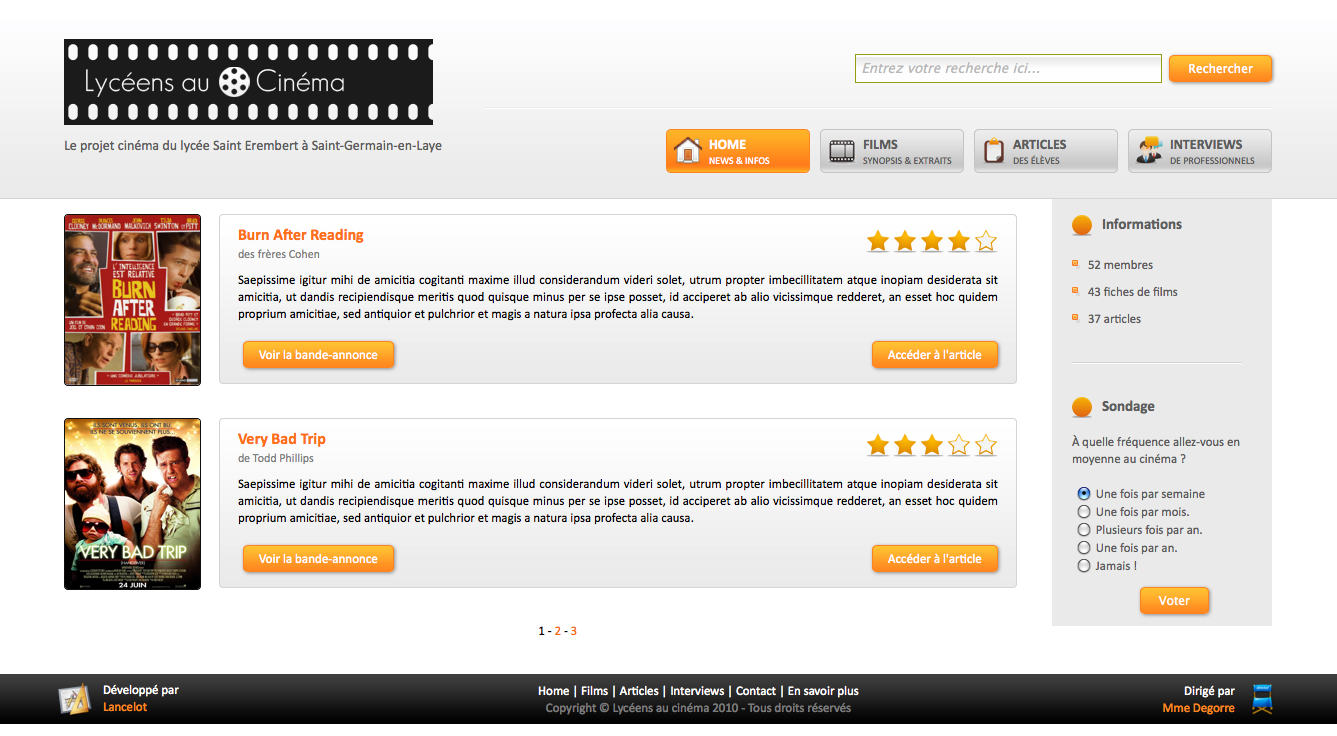 Lycéens au Cinéma
Le projet cinéma du lycée Saint Erembert à Saint-Germain-en-Laye
Entrez votre recherche ici...
Rechercher
HOME
NEWS & INFOS
FILMS
SYNOPSIS & EXTRAITS
ARTICLES
DES ÉLÈVES
INTERVIEWS
DE PROFESSIONNELS
L'INTELLIGENCE
EST RELATIVE
BURN
AFTER
READING
Burn After Reading
des frères Cohen
Saepissime igitur mihi de amicitia cogitanti maxime illud considerandum videri solet, utrum propter imbecillitatem atque inopiam desiderata sit
amicitia, ut dandis recipiendisque meritis quod quisque minus per se ipse posset, id acciperet ab alio vicissimque redderet, an esset hoc quidem
proprium amicitiae, sed antiquior et pulchrior et magis a natura ipsa profecta alia causa.
Voir la bande-annonce
Accéder à l'article
ILS SONT VENUS, ILS ONT BU,
ILS NE SE SOUVIENNENT PLUS...
VERY BAD TRIP
24 JUIN
Very Bad Trip
de Todd Phillips
Saepissime igitur mihi de amicitia cogitanti maxime illud considerandum videri solet, utrum propter imbecillitatem atque inopiam desiderata sit
amicitia, ut dandis recipiendisque meritis quod quisque minus per se ipse posset, id acciperet ab alio vicissimque redderet, an esset hoc quidem
proprium amicitiae, sed antiquior et pulchrior et magis a natura ipsa profecta alia causa.
Voir la bande-annonce
Accéder à l'article
1 - 2 - 3
Informations
52 membres
43 fiches de films
37 articles
Sondage
À quelle fréquence allez-vous en
moyenne au cinéma ?
Une fois par semaine
Une fois par mois.
Plusieurs fois par an.
Une fois par an.
Jamais !
Voter
Développé par
Lancelot
Home | Films | Articles | Interviews | Contact | En savoir plus
Copyright © Lycéens au cinéma 2010 - Tous droits réservés
Dirigé par
Mme Degorre